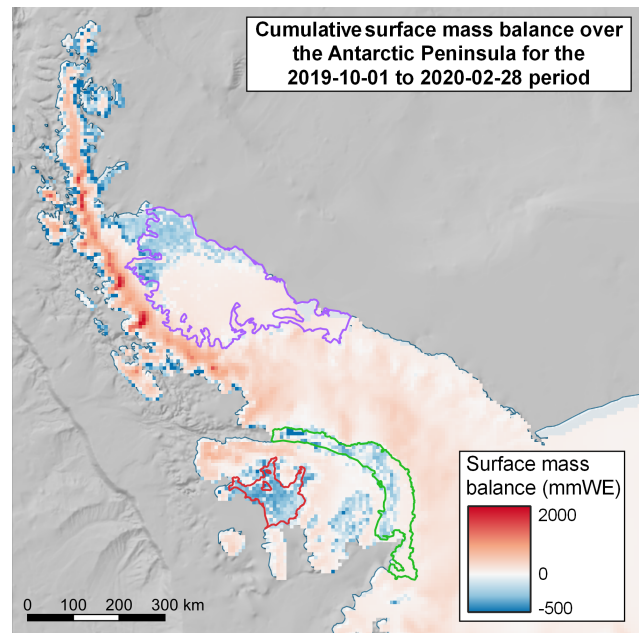 Cumulative surface mass balance over
the Antarctic Peninsula for the
2019-10-01 to 2020-02-28 period
Surface mass
balance (mmWE)
2000
0
-500
0 100 200 300 km